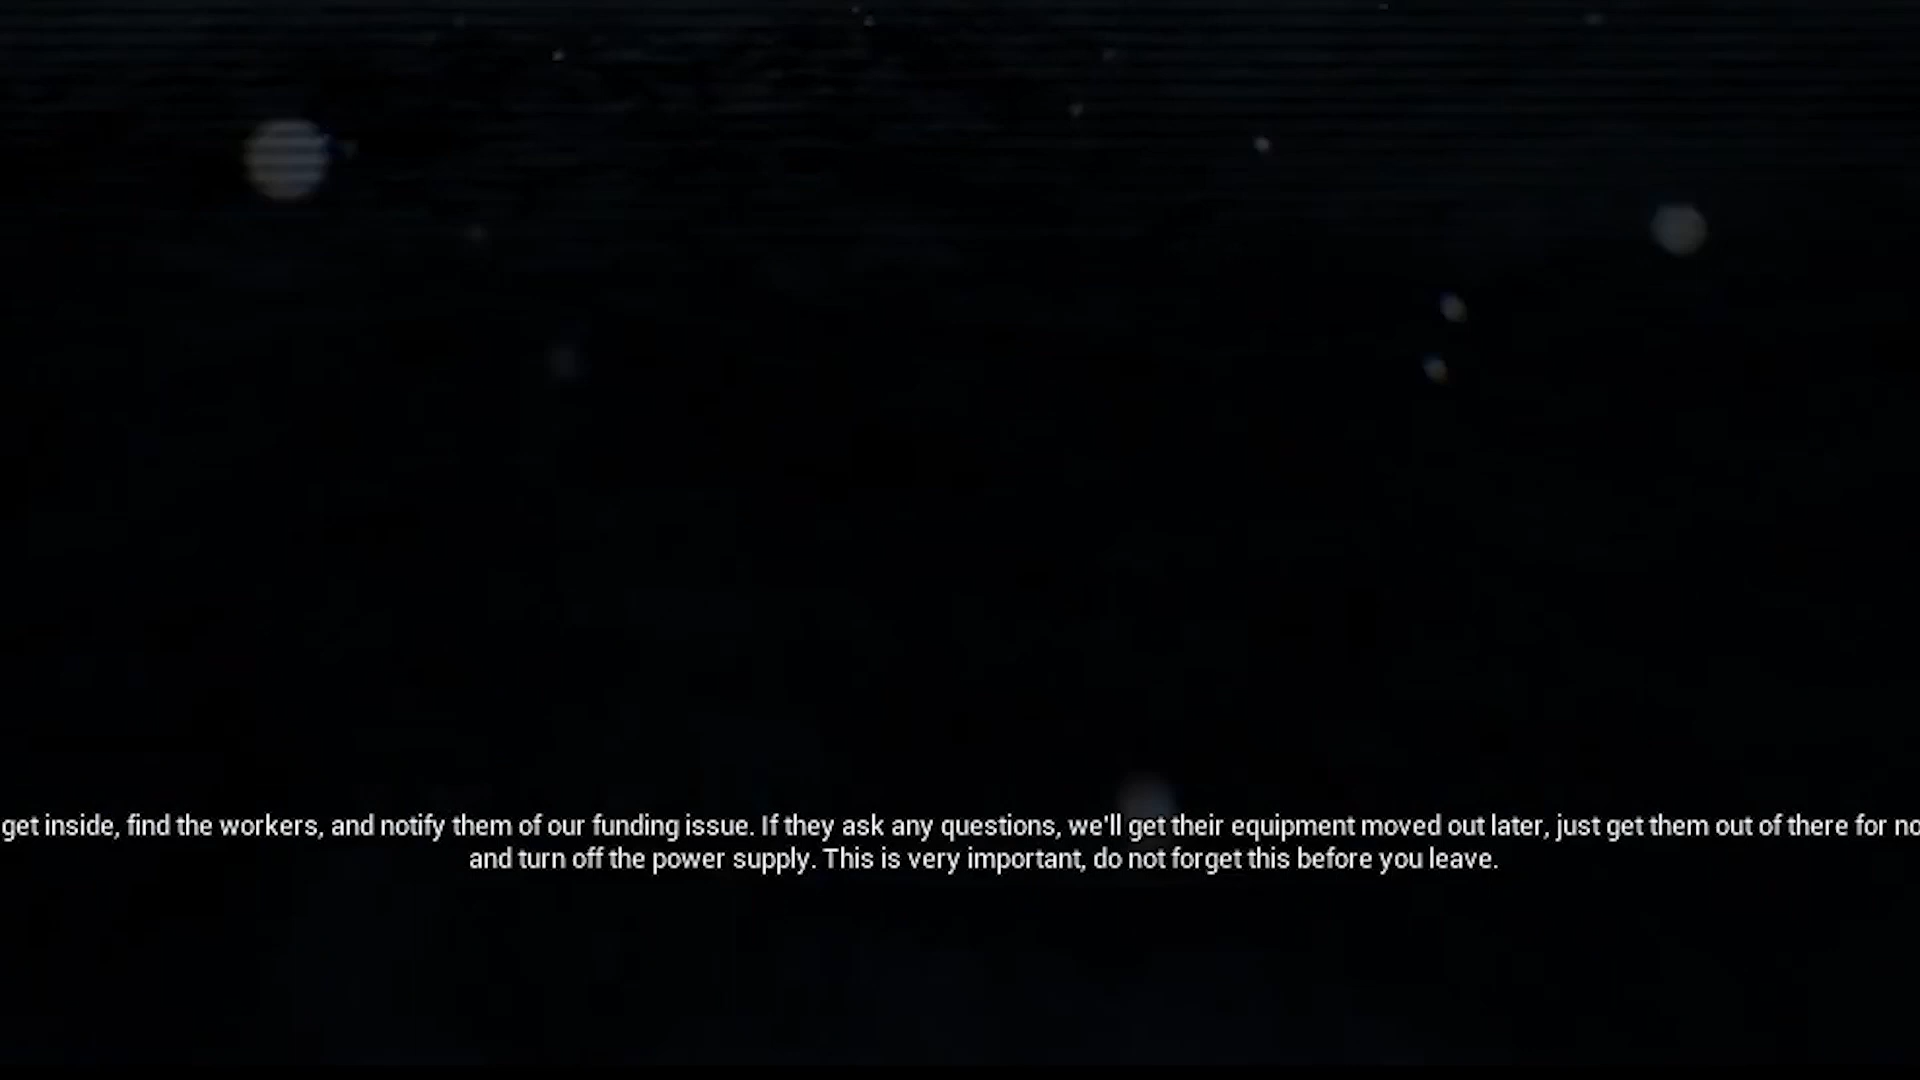 get inside, find the workers, and notify them of our funding issue. If they ask any questions, we'll get their equipment moved out later, just get them out of there for
and turn off the power supply. This is very important, do not forget this before you leave.